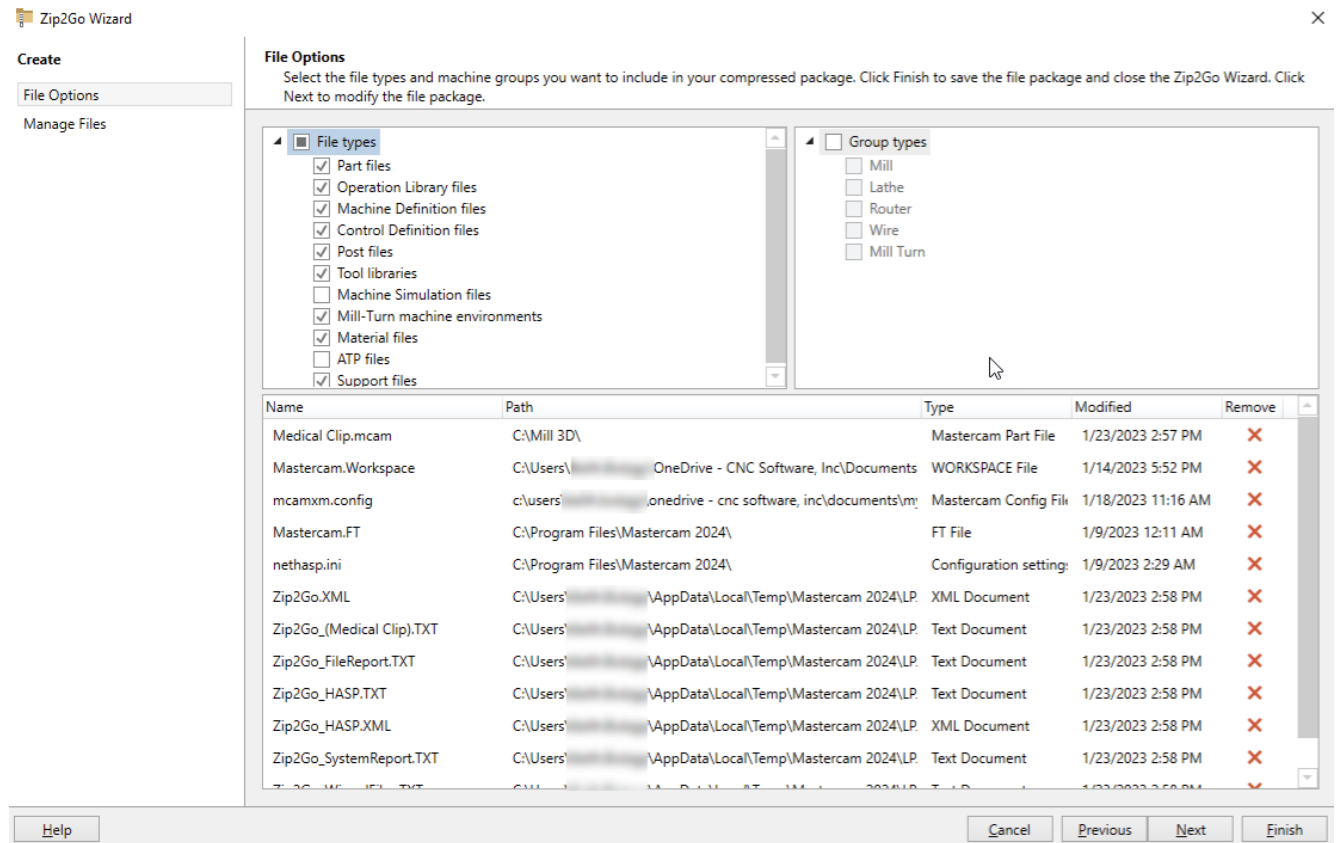 Zip2Go Wizard
Create
File Options
Manage Files
File Options
Select the file types and machine groups you want to include in your compressed package. Click Finish to save the file package and close the Zip2Go Wizard. Click
Next to modify the file package.
File types
Part files
Operation Library files
Machine Definition files
Control Definition files
Post files
Tool libraries
Machine Simulation files
Mill-Turn machine environments
Material files
ATP files
Support files
Group types
Mill
Lathe
Router
Wire
Mill Turn
Name Path Type Modified Remove
Medical Clip.mcam C:\Mill 3D\ Mastercam Part File 1/23/2023 2:57 PM
Mastercam.Workspace C:\Users\ OneDrive - CNC Software, Inc\Documents WORKSPACE File 1/14/2023 5:52 PM
mcamxm.config c:\users\ onedrive - cnc software, inc\documents\my Mastercam Config File 1/18/2023 11:16 AM
Mastercam.FT C:\Program Files\Mastercam 2024\ FT File 1/9/2023 12:11 AM
nethasp.ini C:\Program Files\Mastercam 2024\ Configuration settings 1/9/2023 2:29 AM
Zip2Go.XML C:\Users\ \AppData\Local\Temp\Mastercam 2024\LP. XML Document 1/23/2023 2:58 PM
Zip2Go_(Medical Clip).TXT C:\Users\ \AppData\Local\Temp\Mastercam 2024\LP. Text Document 1/23/2023 2:58 PM
Zip2Go_FileReport.TXT C:\Users\ \AppData\Local\Temp\Mastercam 2024\LP. Text Document 1/23/2023 2:58 PM
Zip2Go_HASP.TXT C:\Users\ \AppData\Local\Temp\Mastercam 2024\LP. Text Document 1/23/2023 2:58 PM
Zip2Go_HASP.XML C:\Users\ \AppData\Local\Temp\Mastercam 2024\LP. XML Document 1/23/2023 2:58 PM
Zip2Go_SystemReport.TXT C:\Users\ \AppData\Local\Temp\Mastercam 2024\LP. Text Document 1/23/2023 2:58 PM
Help Cancel Previous Next Finish